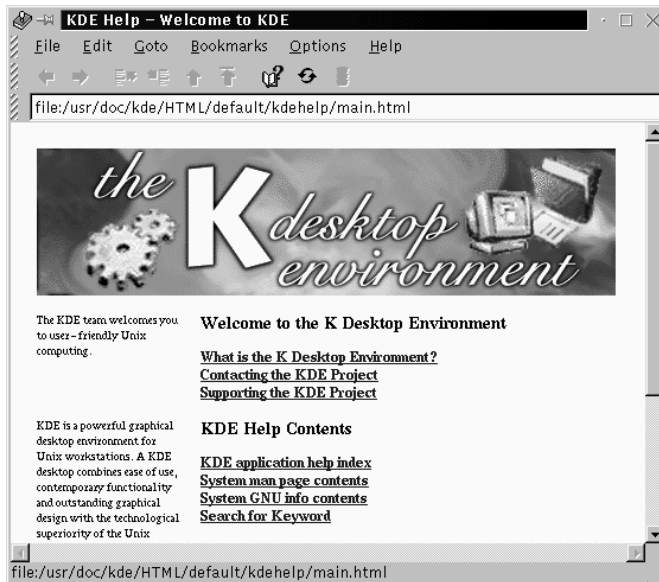 KDE Help – Welcome to KDE
File Edit Goto Bookmarks Options Help
file:/usr/doc/kde/HTML/default/kdehelp/main.html
the K desktop
environment
The KDE team welcomes you
to user–friendly Unix
computing.
Welcome to the K Desktop Environment
What is the K Desktop Environment?
Contacting the KDE Project
Supporting the KDE Project
KDE is a powerful graphical
desktop environment for
Unix workstations. A KDE
desktop combines ease of use,
contemporary functionality
and outstanding graphical
design with the technological
superiority of the Unix
KDE Help Contents
KDE application help index
System man page contents
System GNU info contents
Search for Keyword
file:/usr/doc/kde/HTML/default/kdehelp/main.html